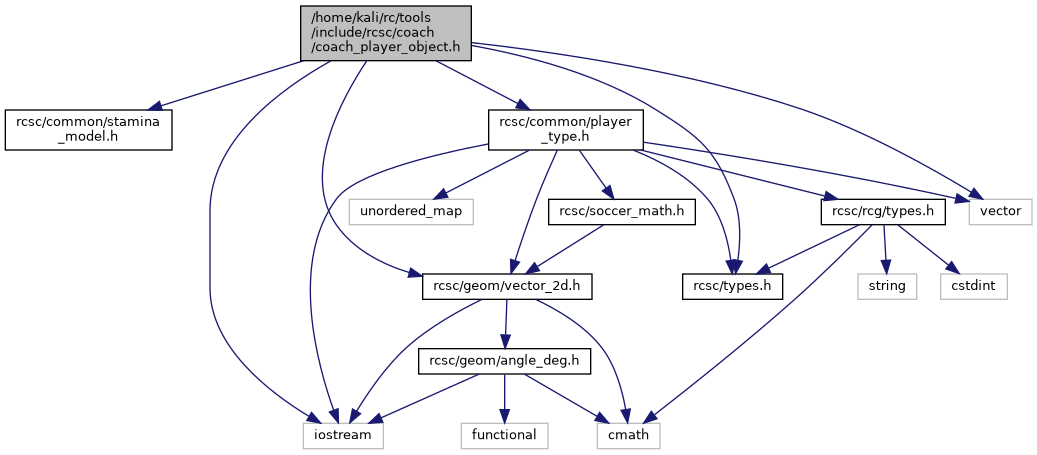 /home/kali/rc/tools
/include/rcsc/coach
/coach_player_object.h
rcsc/common/stamina
_model.h
rcsc/common/player
_type.h
unordered_map
rcsc/soccer_math.h
rcsc/rcg/types.h
vector
rcsc/geom/vector_2d.h
rcsc/types.h
string
cstdint
rcsc/geom/angle_deg.h
iostream
functional
cmath